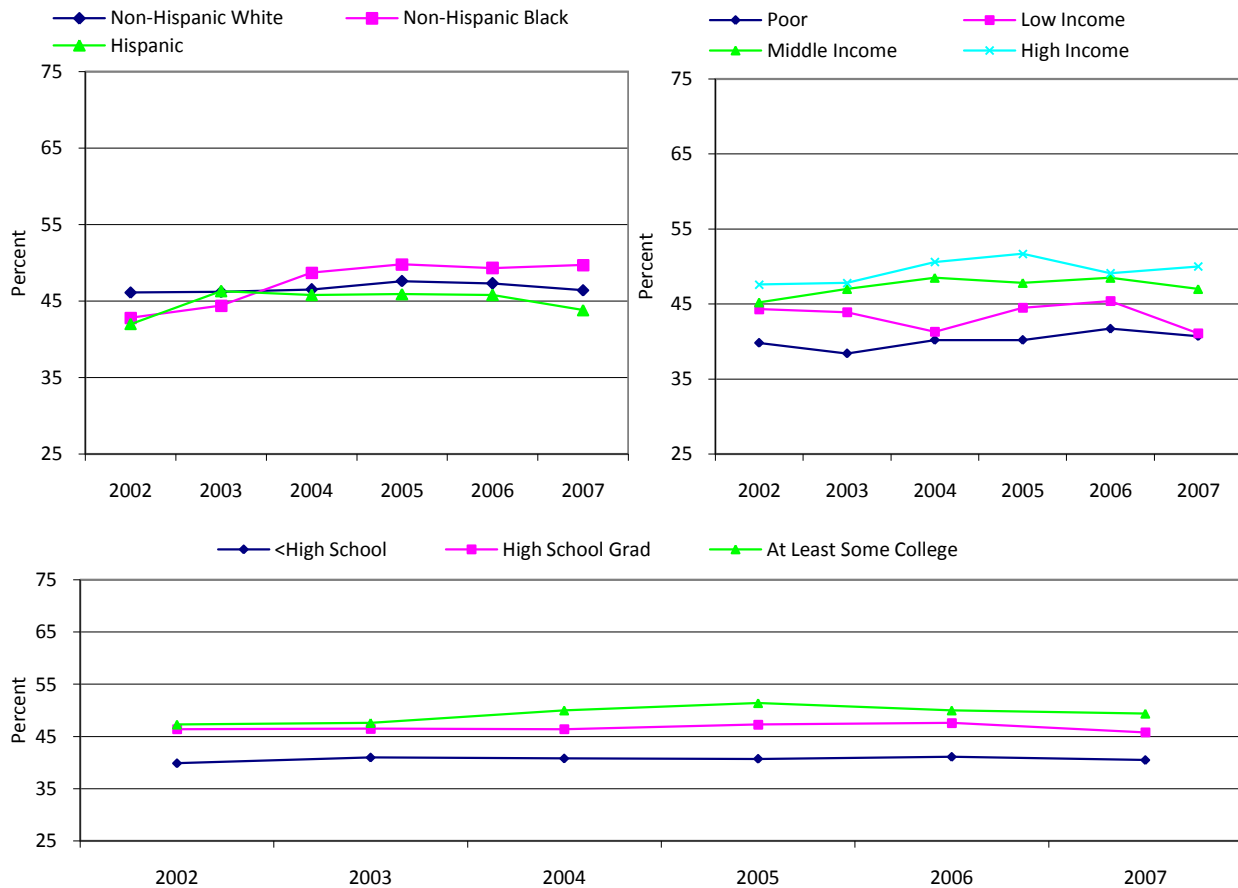 Non-Hispanic White Non-Hispanic Black
Hispanic
75
65
55
45
35
25
Percent
2002 2003 2004 2005 2006 2007
Poor Low Income
Middle Income High Income
75
65
55
45
35
25
Percent
2002 2003 2004 2005 2006 2007
<High School High School Grad At Least Some College
75
65
55
45
35
25
Percent
2002 2003 2004 2005 2006 2007